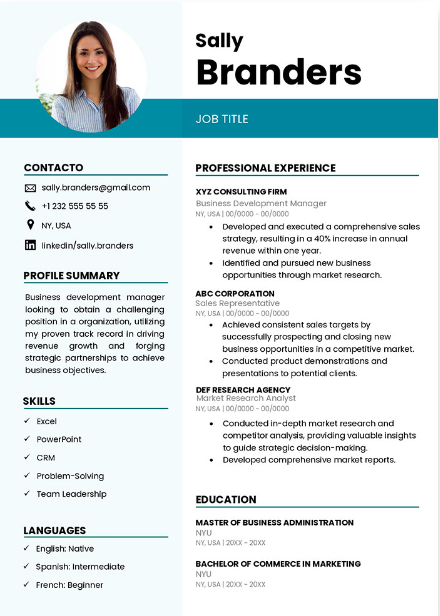 Sally
Branders
JOB TITLE
CONTACTO
sally.branders@gmail.com
+1 232 555 55 55
NY, USA
linkedin/sally.branders
PROFILE SUMMARY
Business development manager
looking to obtain a challenging
position in a organization, utilizing
my proven track record in driving
revenue growth and forging
strategic partnerships to achieve
business objectives.
SKILLS
✓ Excel
✓ PowerPoint
✓ CRM
✓ Problem-Solving
✓ Team Leadership
LANGUAGES
✓ English: Native
✓ Spanish: Intermediate
✓ French: Beginner
PROFESSIONAL EXPERIENCE
XYZ CONSULTING FIRM
Business Development Manager
NY, USA | 00/0000 - 00/0000
• Developed and executed a comprehensive sales
strategy, resulting in a 40% increase in annual
revenue within one year.
• Identified and pursued new business
opportunities through market research.
ABC CORPORATION
Sales Representative
NY, USA | 00/0000 - 00/0000
• Achieved consistent sales targets by
successfully prospecting and closing new
business opportunities in a competitive market.
• Conducted product demonstrations and
presentations to potential clients.
DEF RESEARCH AGENCY
Market Research Analyst
NY, USA | 00/0000 - 00/0000
• Conducted in-depth market research and
competitor analysis, providing valuable insights
to guide strategic decision-making.
• Developed comprehensive market reports.
EDUCATION
MASTER OF BUSINESS ADMINISTRATION
NYU
NY, USA | 20XX - 20XX
BACHELOR OF COMMERCE IN MARKETING
NYU
NY, USA | 20XX - 20XX